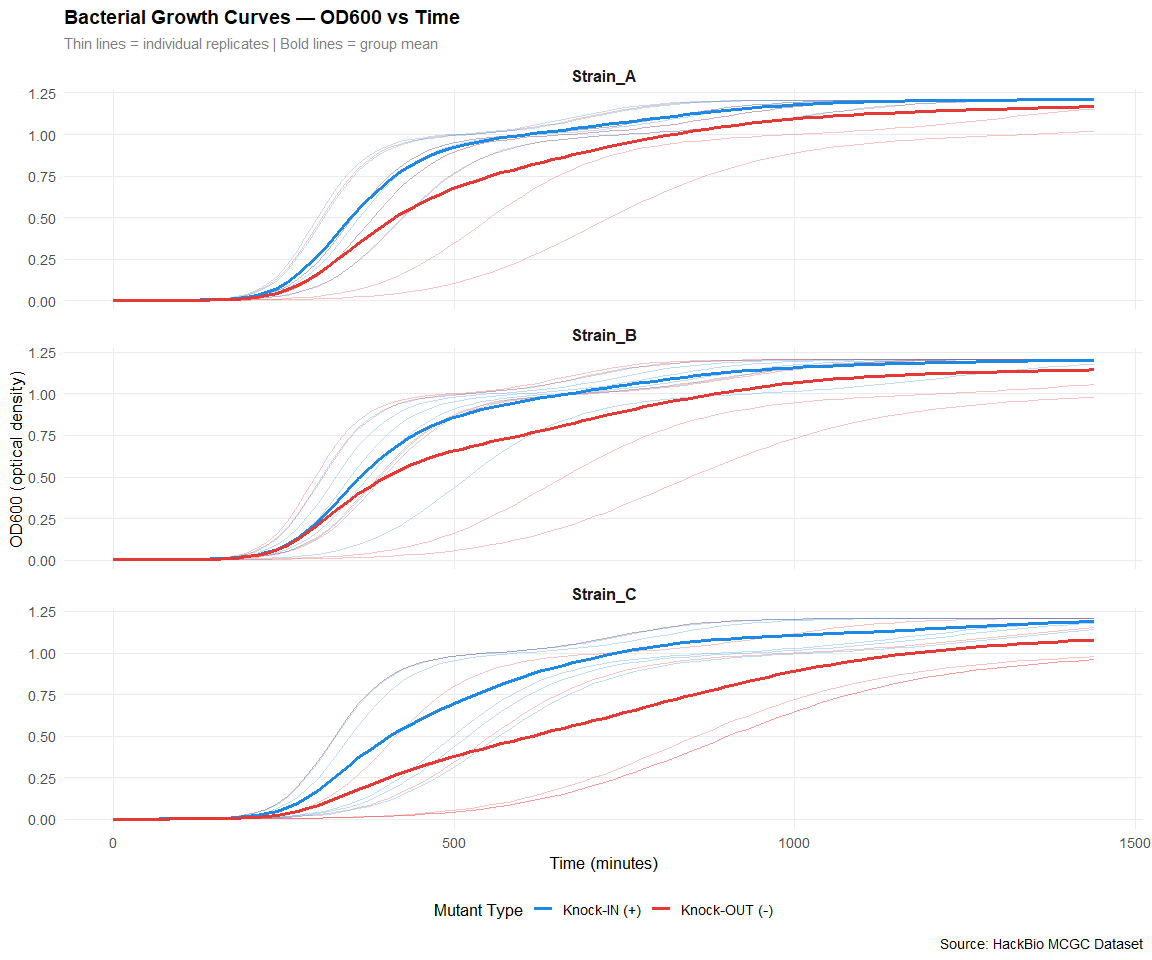 Bacterial Growth Curves — OD600 vs Time
Thin lines = individual replicates | Bold lines = group mean
Strain_A
1.25
1.00
0.75
0.50
0.25
0.00
Strain_B
1.25
1.00
0.75
0.50
0.25
0.00
OD600 (optical density)
Strain_C
1.25
1.00
0.75
0.50
0.25
0.00
0 500 1000 1500
Time (minutes)
Mutant Type Knock-IN (+) Knock-OUT (-)
Source: HackBio MCGC Dataset